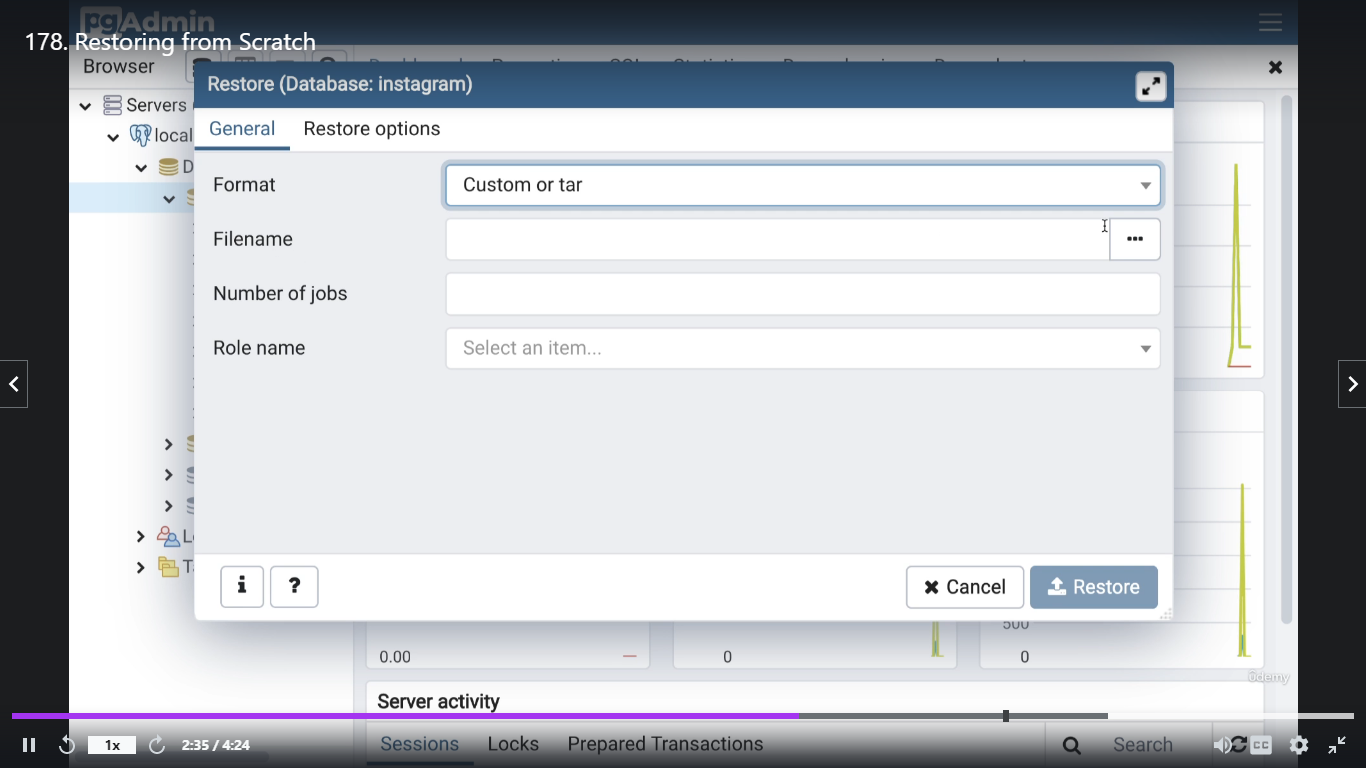 pgAdmin
178. Restoring from Scratch
Browser
Servers
Restore (Database: instagram)
General Restore options
local
Format Custom or tar
Filename
Number of jobs
Role name Select an item...
i ? Cancel Restore
500
0.00 0 0
udemy
Server activity
1x 2:35 / 4:24 Sessions Locks Prepared Transactions Search CC